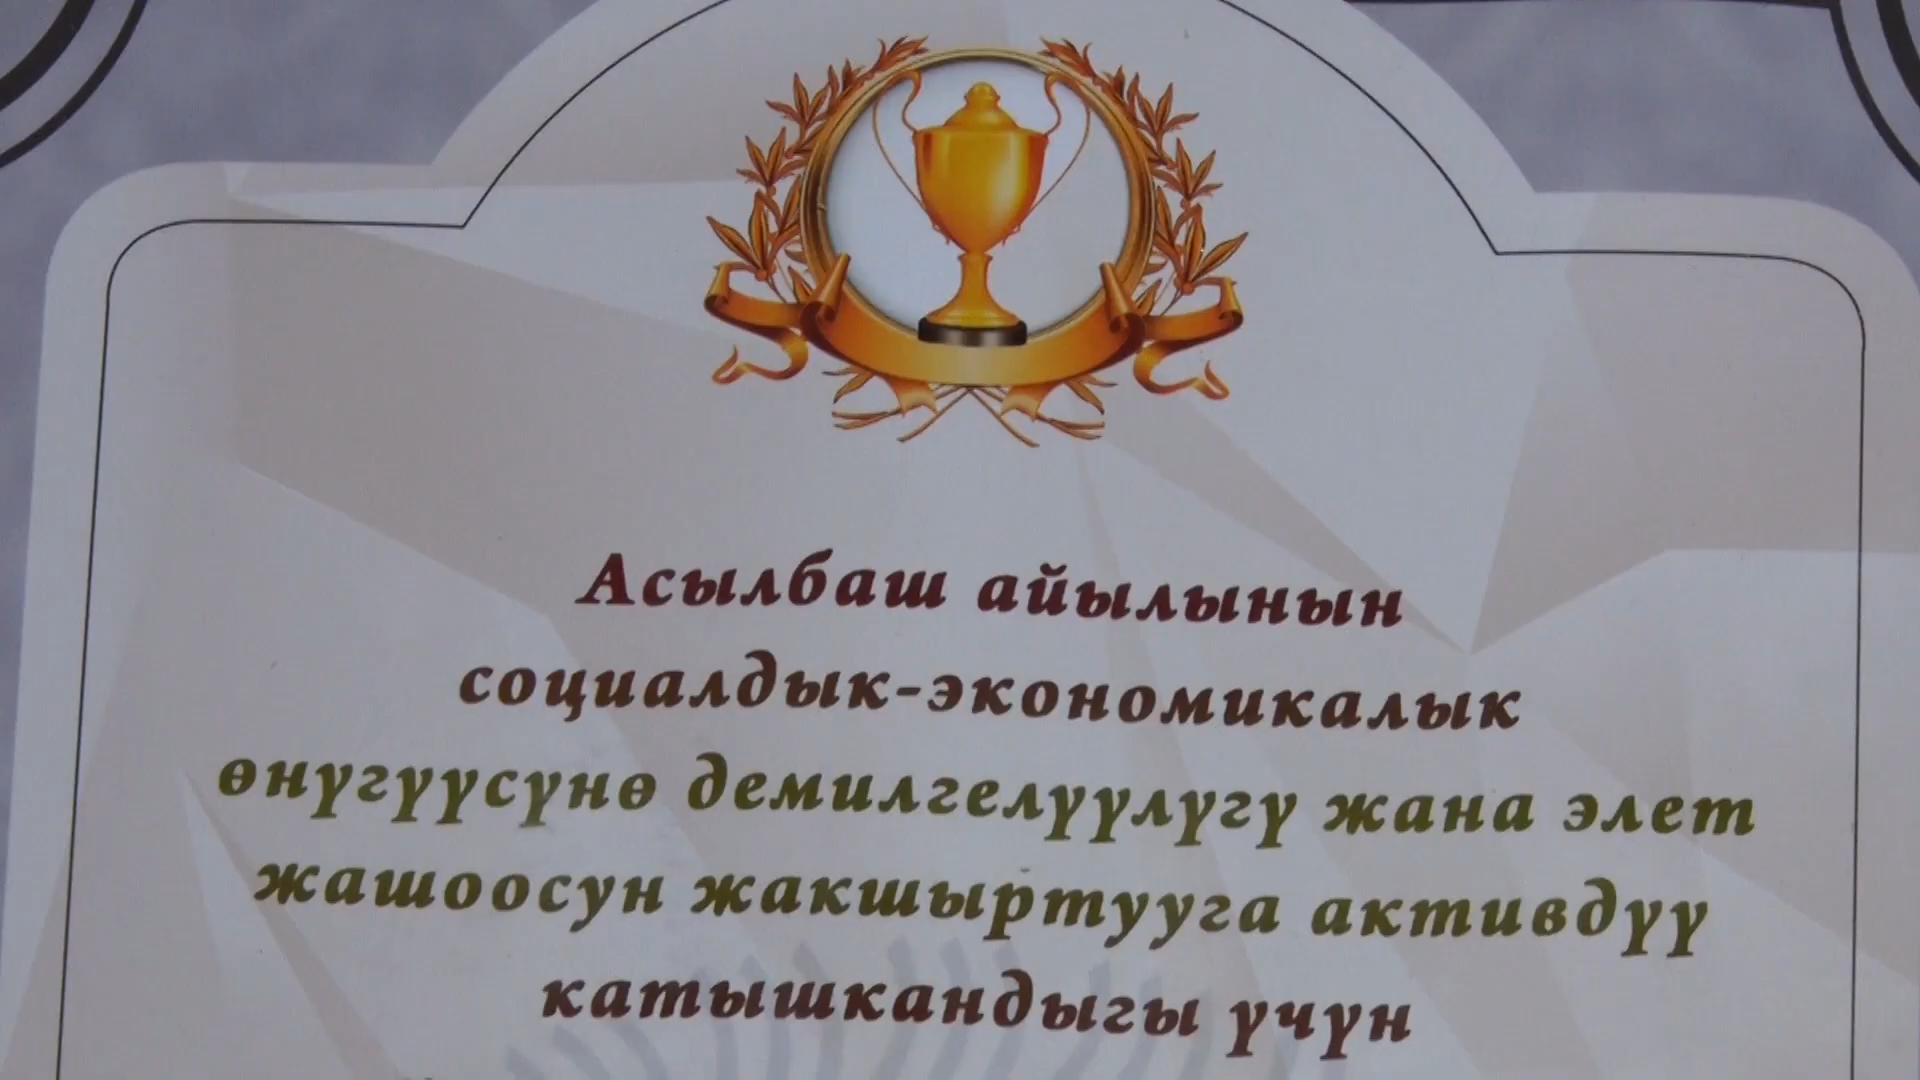 Асылбаш айылынын
социалдык-экономикалык
өнүгүүсүнө демилгелүүлүгү жана элет
жашоосун жакшыртууга активдүү
катышкандыгы үчүн